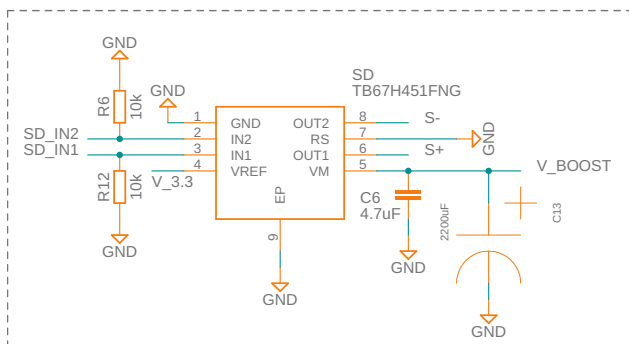 GND
SD
TB67H451FNG
GND
R6
10k
1
GND
OUT2
8
S-
SD_IN2
2
IN2
RS
7
GND
SD_IN1
3
IN1
OUT1
6
S+
4
VREF
VM
5
V_BOOST
V_3.3
R12
10k
EP
C6
4.7uF
2200uF
C13
9
GND
GND
GND
GND